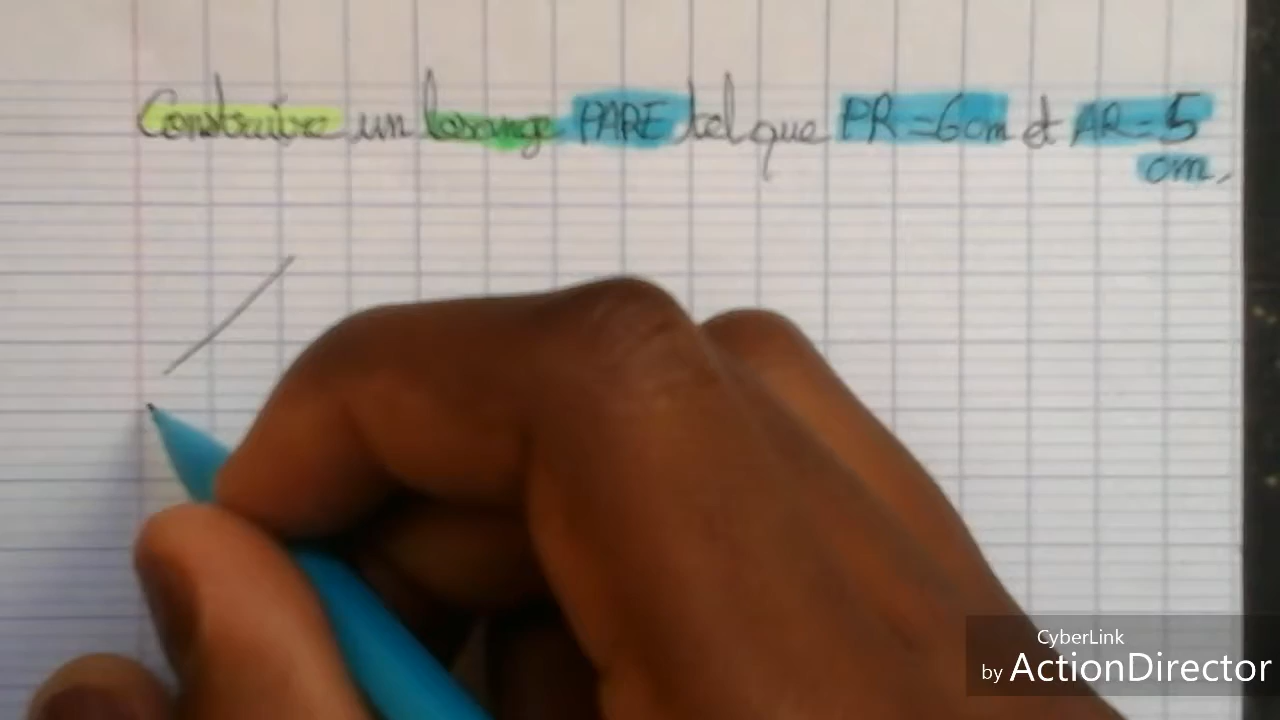 Construire un losange PARE tel que PR = 6 cm et AR = 5
cm.
CyberLink
by ActionDirector